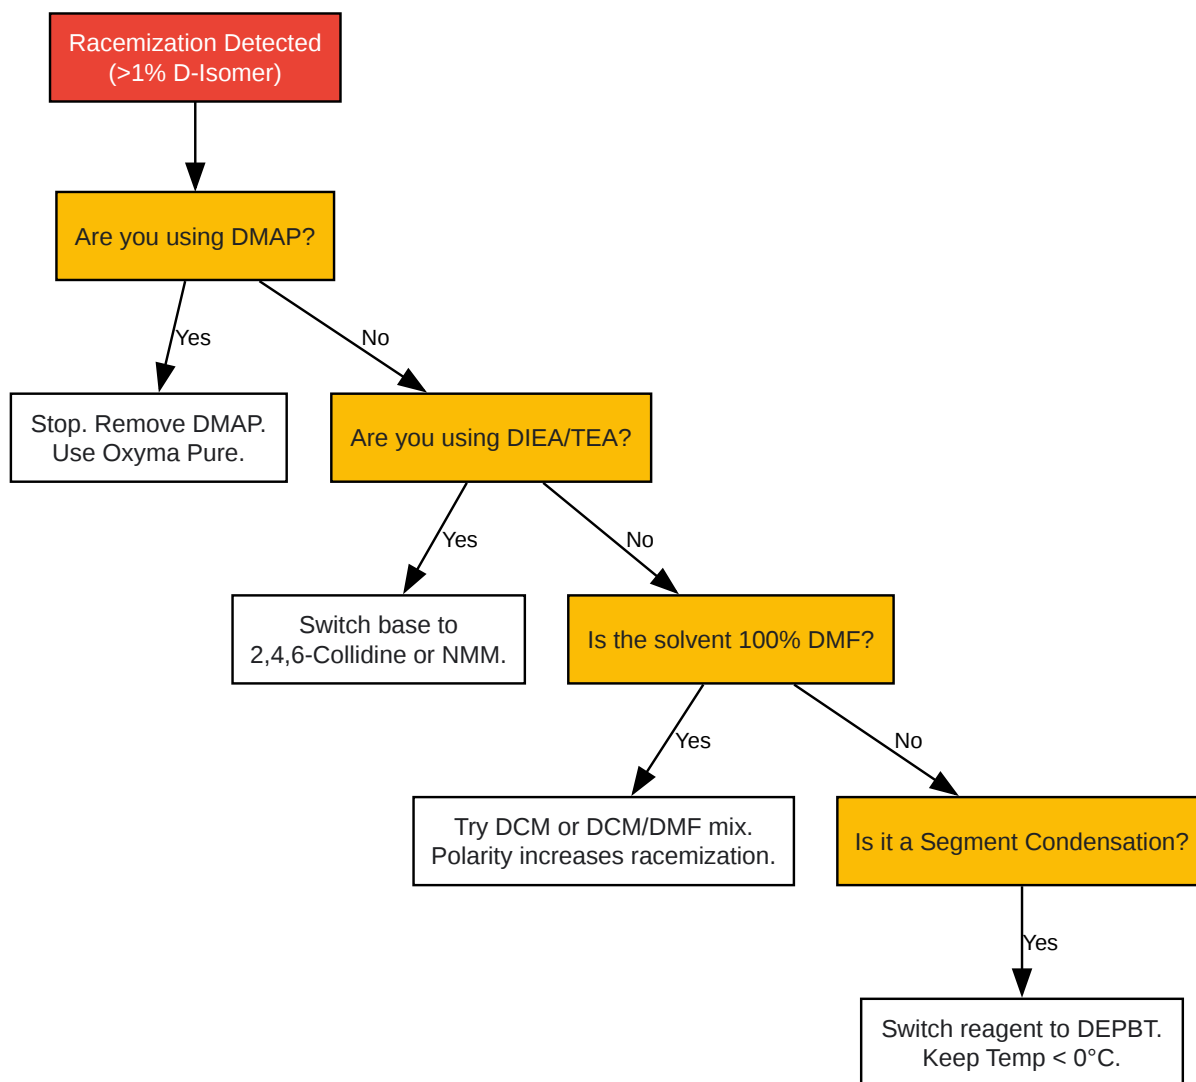 Racemization Detected
(>1% D-Isomer)
Are you using DMAP?
Yes
No
Stop. Remove DMAP.
Use Oxyma Pure.
Are you using DIEA/TEA?
Yes
No
Switch base to
2,4,6-Collidine or NMM.
Is the solvent 100% DMF?
Yes
No
Try DCM or DCM/DMF mix.
Polarity increases racemization.
Is it a Segment Condensation?
Yes
Switch reagent to DEPBT.
Keep Temp < 0°C.